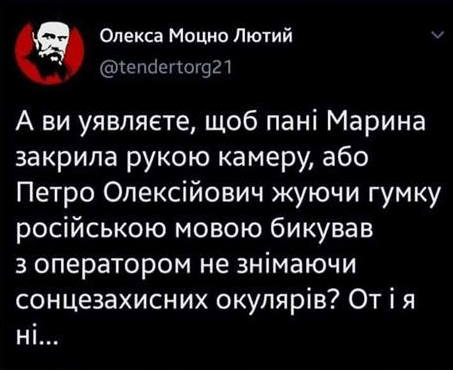 Олекса Моцно Лютий
@tendertorg21
А ви уявляєте, щоб пані Марина
закрила рукою камеру, або
Петро Олексійович жуючи гумку
російською мовою бикував
з оператором не знімаючи
сонцезахисних окулярів? От і я
ні...